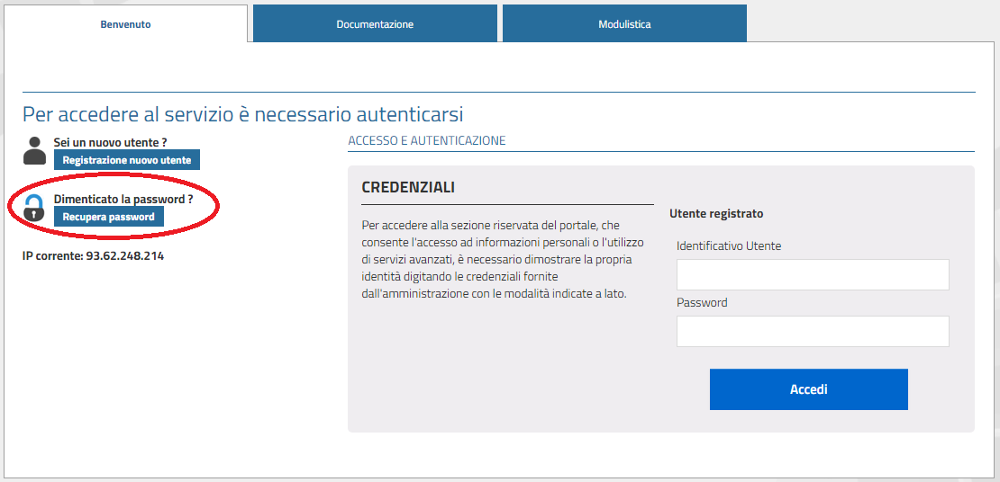 Benvenuto
Documentazione
Modulistica
Per accedere al servizio è necessario autenticarsi
Sei un nuovo utente ?
Registrazione nuovo utente
Dimenticato la password ?
Recupera password
IP corrente: 93.62.248.214
ACCESSO E AUTENTICAZIONE
CREDENZIALI
Per accedere alla sezione riservata del portale, che
consente l'accesso ad informazioni personali o l'utilizzo
di servizi avanzati, è necessario dimostrare la propria
identità digitando le credenziali fornite
dall'amministrazione con le modalità indicate a lato.
Utente registrato
Identificativo Utente
Password
Accedi